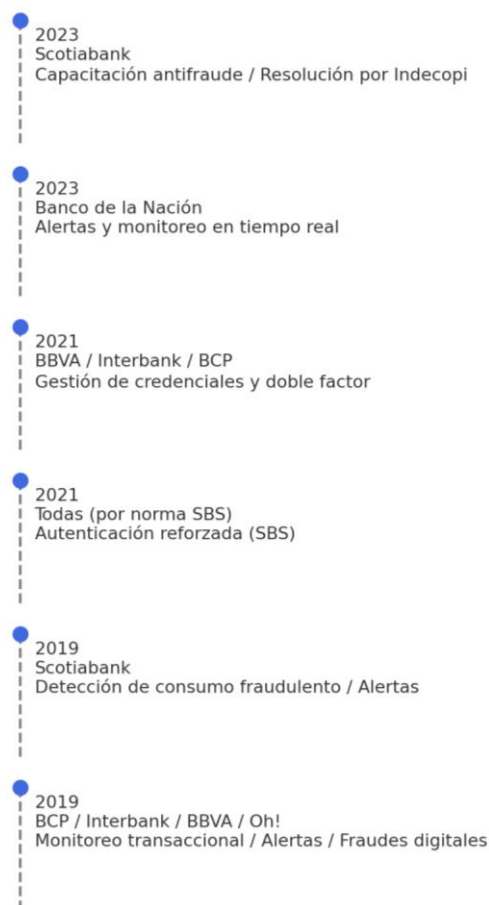 2023
Scotiabank
Capacitación antifraude / Resolución por Indecopi
2023
Banco de la Nación
Alertas y monitoreo en tiempo real
2021
BBVA / Interbank / BCP
Gestión de credenciales y doble factor
2021
Todas (por norma SBS)
Autenticación reforzada (SBS)
2019
Scotiabank
Detección de consumo fraudulento / Alertas
2019
BCP / Interbank / BBVA / Oh!
Monitoreo transaccional / Alertas / Fraudes digitales